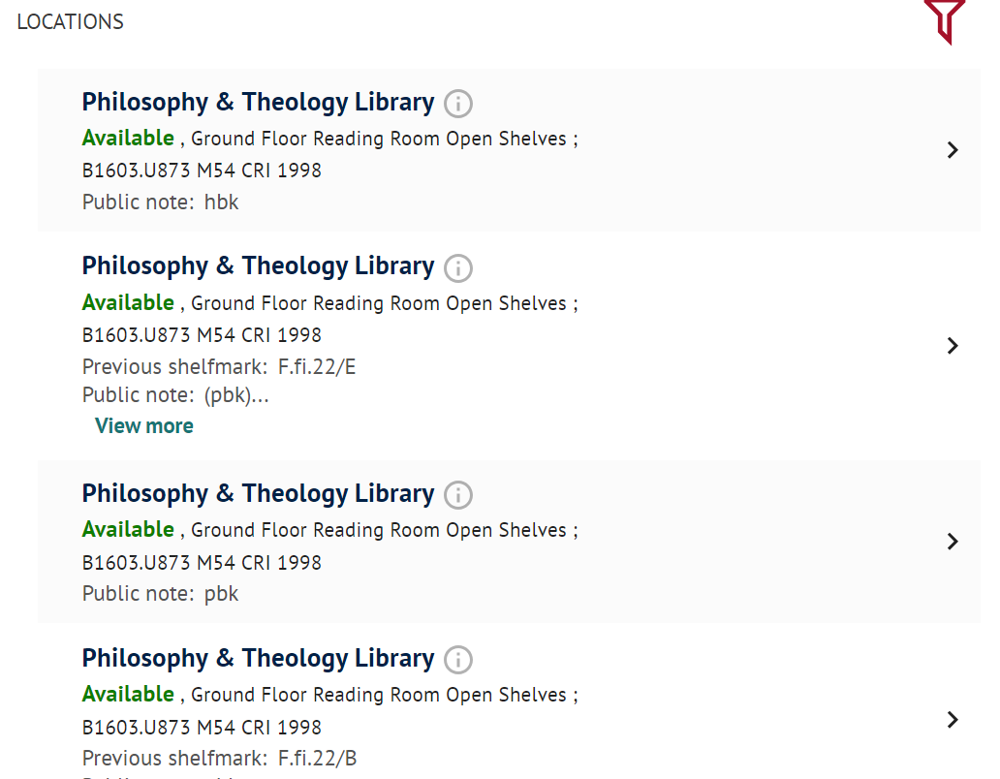 LOCATIONS
Philosophy & Theology Library
Available , Ground Floor Reading Room Open Shelves ;
B1603.U873 M54 CRI 1998
Public note: hbk
Philosophy & Theology Library
Available , Ground Floor Reading Room Open Shelves ;
B1603.U873 M54 CRI 1998
Previous shelfmark: F.fi.22/E
Public note: (pbk)...
View more
Philosophy & Theology Library
Available , Ground Floor Reading Room Open Shelves ;
B1603.U873 M54 CRI 1998
Public note: pbk
Philosophy & Theology Library
Available , Ground Floor Reading Room Open Shelves ;
B1603.U873 M54 CRI 1998
Previous shelfmark: F.fi.22/B